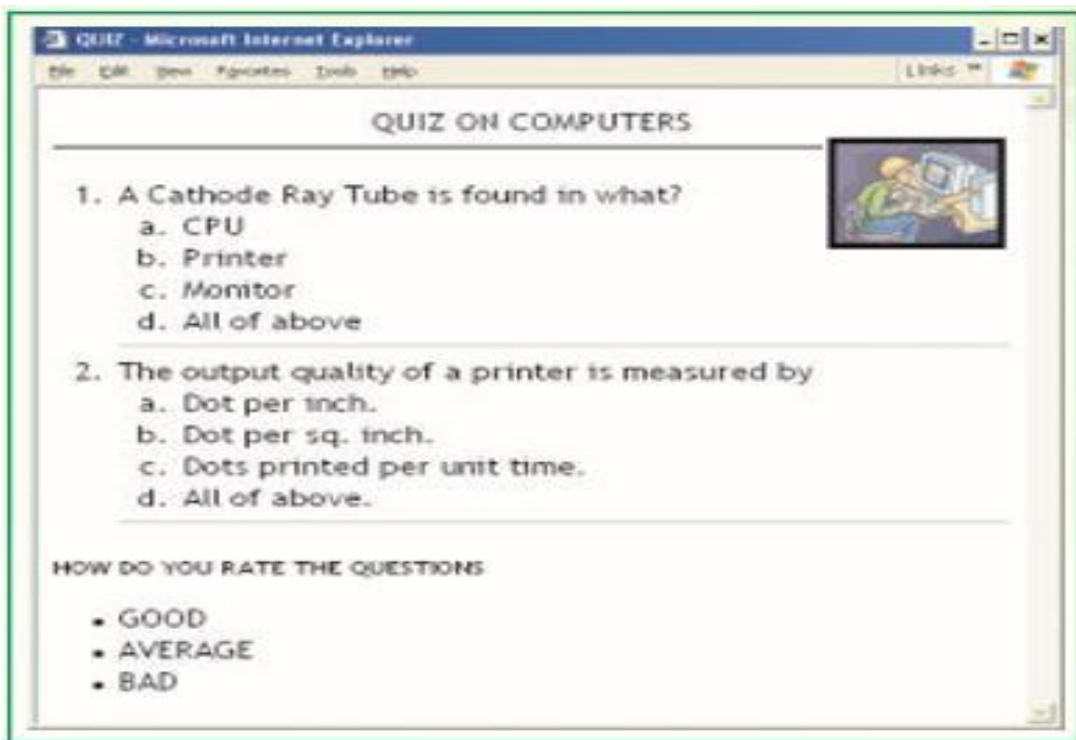 QUIZ - Microsoft Internet Explorer
File Edit View Favorites Tools Help Links
QUIZ ON COMPUTERS
1. A Cathode Ray Tube is found in what?
a. CPU
b. Printer
c. Monitor
d. All of above
2. The output quality of a printer is measured by
a. Dot per inch.
b. Dot per sq. inch.
c. Dots printed per unit time.
d. All of above.
HOW DO YOU RATE THE QUESTIONS
• GOOD
• AVERAGE
• BAD